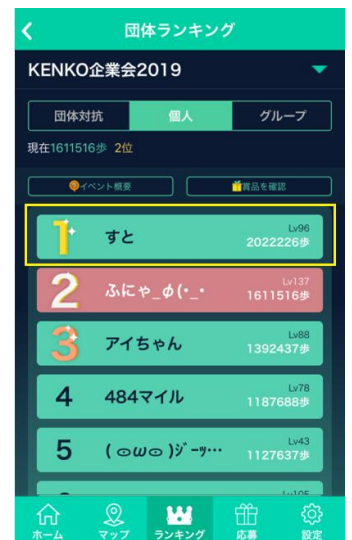 団体ランキング
KENKO企業会2019
団体対抗 個人 グループ
現在1611516歩 2位
イベント概要 賞品を確認
1 すと Lv96
2022226歩
2 ふにゃ_φ(・_・ Lv137
1611516歩
3 アイちゃん Lv88
1392437歩
4 484マイル Lv78
1187688歩
5 (⊙ω⊙)ジーッ… Lv43
1127637歩
Lv105
ホーム マップ ランキング 応募 設定